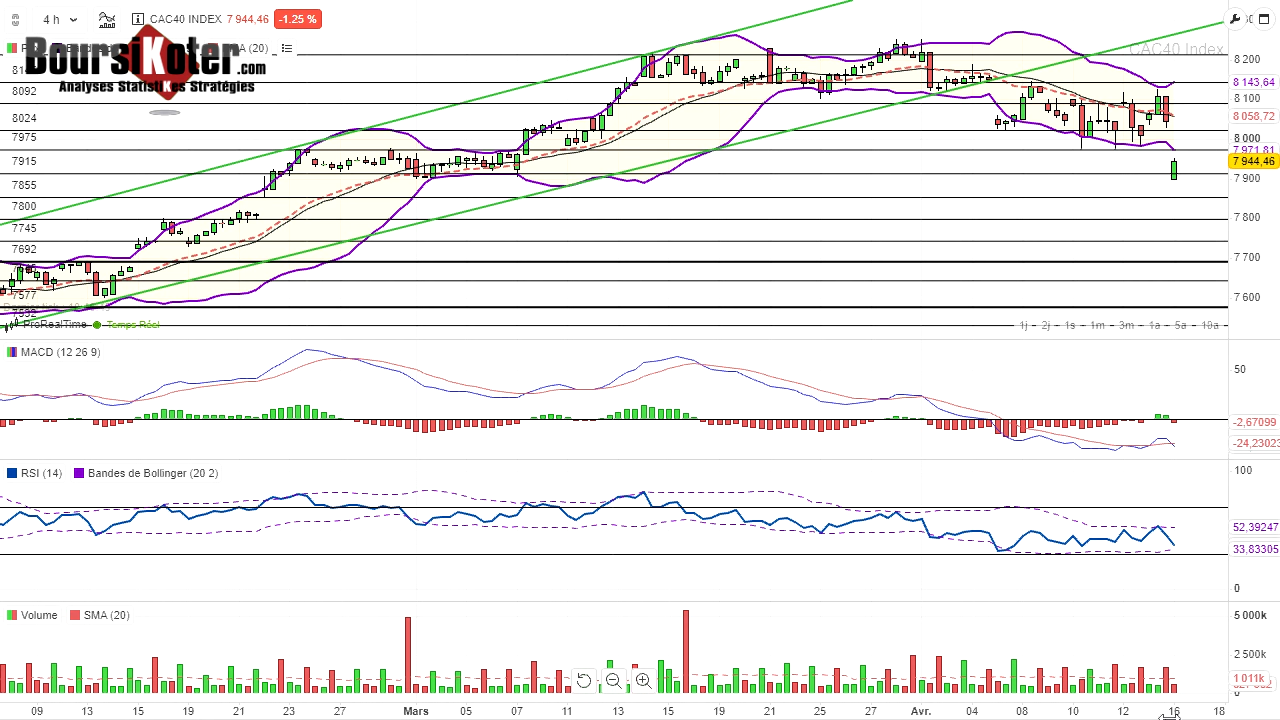 4 h CAC40 INDEX 7 944,46 -1.25 %
BoursiKoter.com
Analyses StatistiKes Stratégies
(20)
CAC40 Index
8092
8024
7975
7915
7855
7800
7745
7692
7577
8 200
8 143,64
8 100
8 058,72
8 000
7 971,81
7 944,46
7 900
7 800
7 700
7 600
ProRealTime Temps Réel
1j 2j 1s 1m 3m 1a 5a 10a
MACD (12 26 9)
50
-2,67099
-24,23023
RSI (14) Bandes de Bollinger (20 2)
100
52,39247
33,83305
0
Volume SMA (20)
5 000k
2 500k
1 011k
0
09 13 15 19 21 23 27 Mars 05 07 11 13 15 19 21 25 27 Avr. 04 08 10 12 16 18